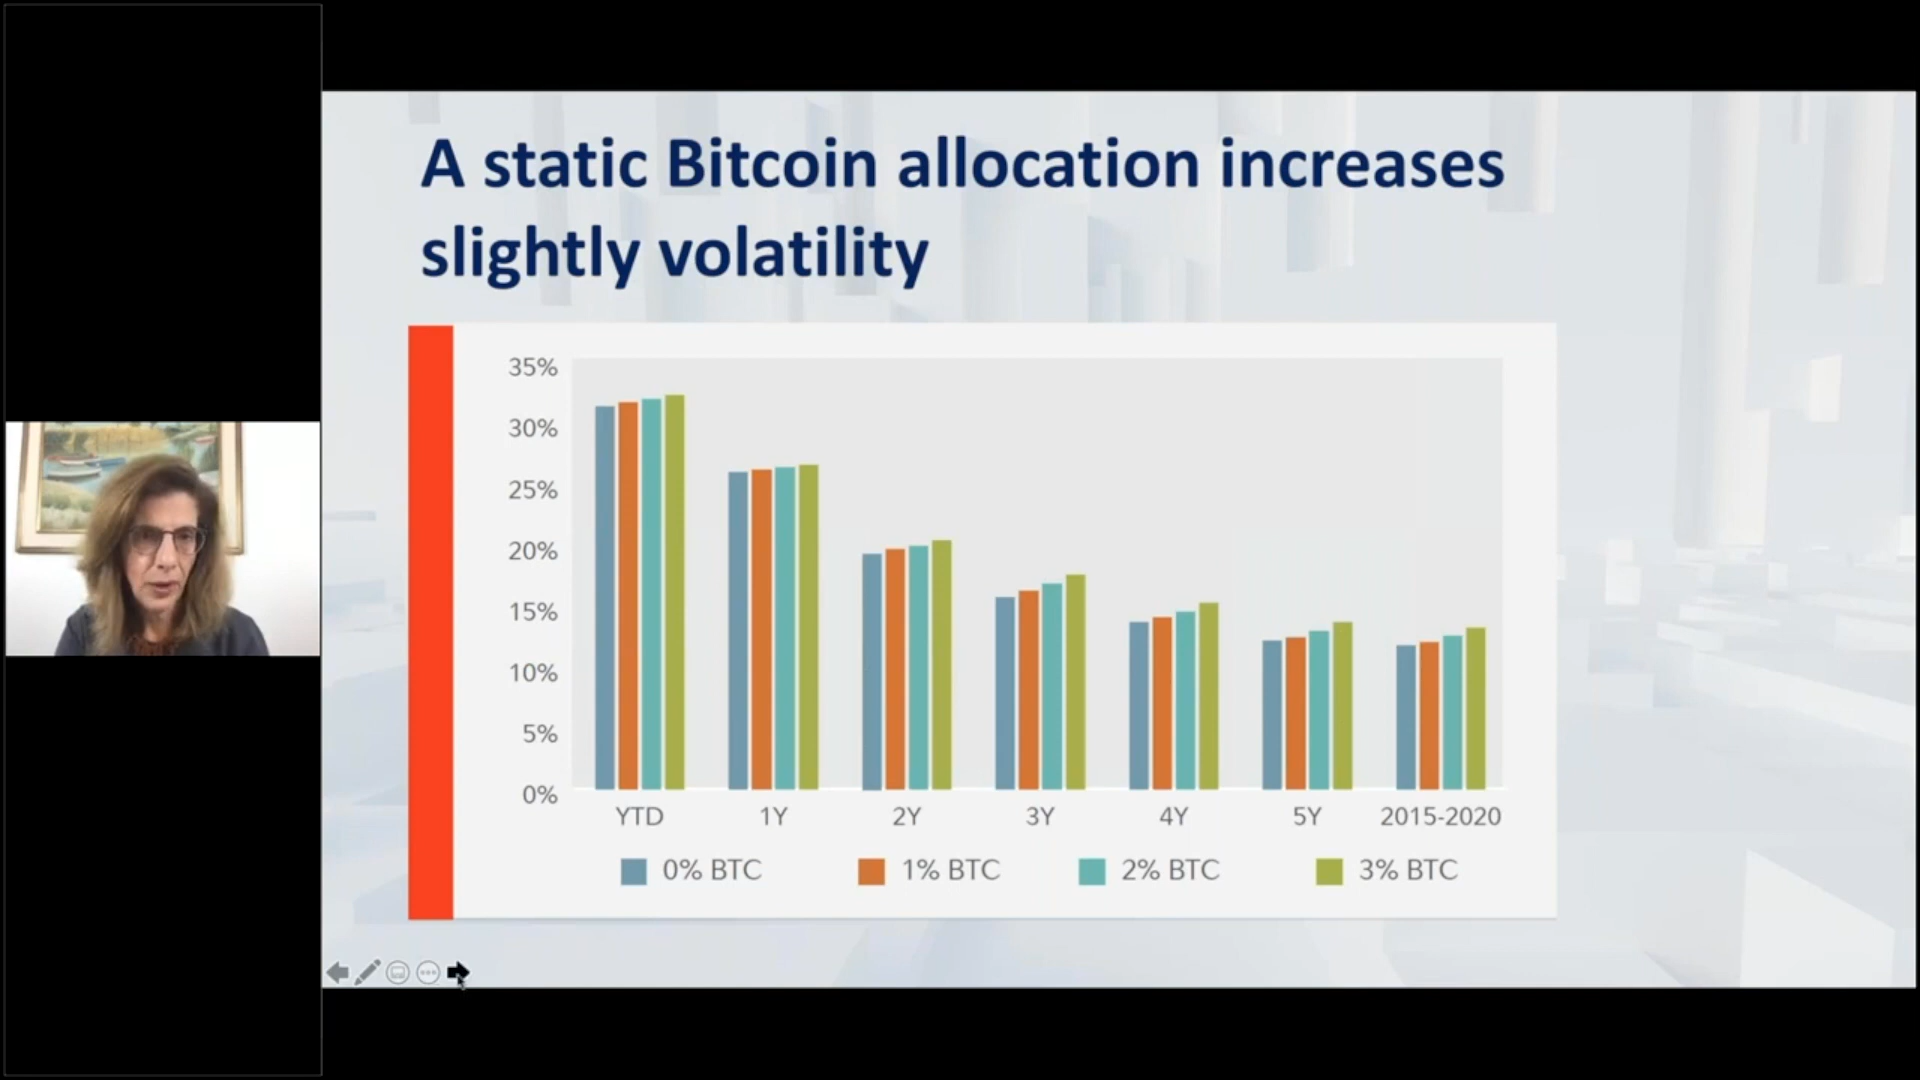 A static Bitcoin allocation increases
slightly volatility
35%
30%
25%
20%
15%
10%
5%
0%
YTD 1Y 2Y 3Y 4Y 5Y 2015-2020
0% BTC 1% BTC 2% BTC 3% BTC